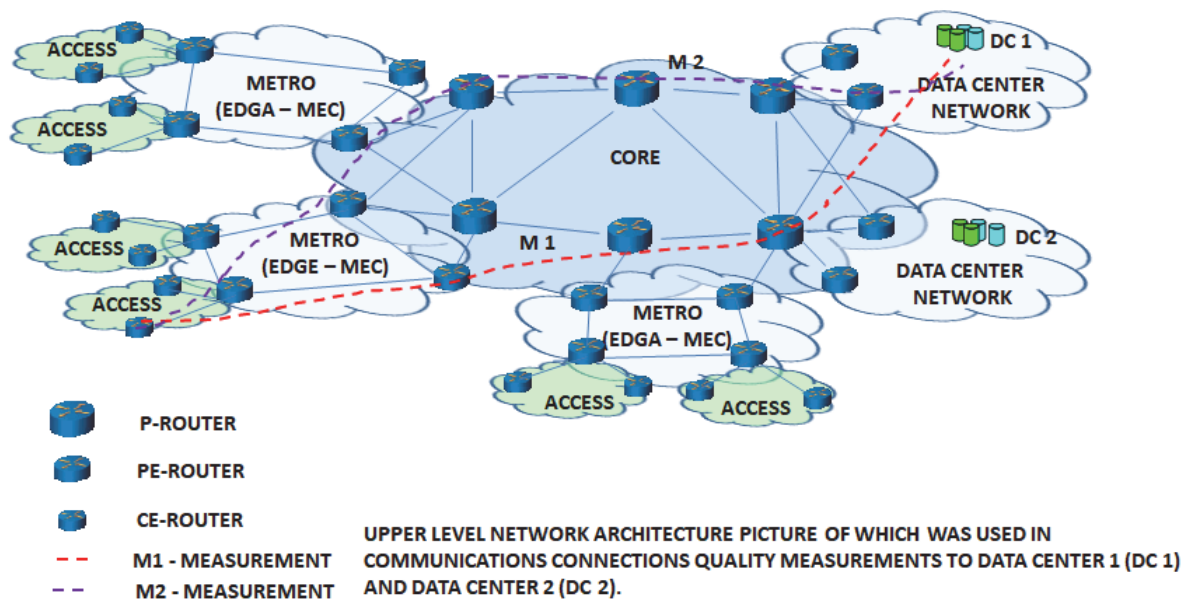 ACCESS
METRO
(EDGA – MEC)
ACCESS
M 2
DC 1
DATA CENTER
NETWORK
CORE
ACCESS
METRO
(EDGE – MEC)
ACCESS
M 1
DC 2
DATA CENTER
NETWORK
METRO
(EDGA – MEC)
ACCESS
ACCESS
P-ROUTER
PE-ROUTER
CE-ROUTER
M1 - MEASUREMENT
M2 - MEASUREMENT
UPPER LEVEL NETWORK ARCHITECTURE PICTURE OF WHICH WAS USED IN
COMMUNICATIONS CONNECTIONS QUALITY MEASUREMENTS TO DATA CENTER 1 (DC 1)
AND DATA CENTER 2 (DC 2).